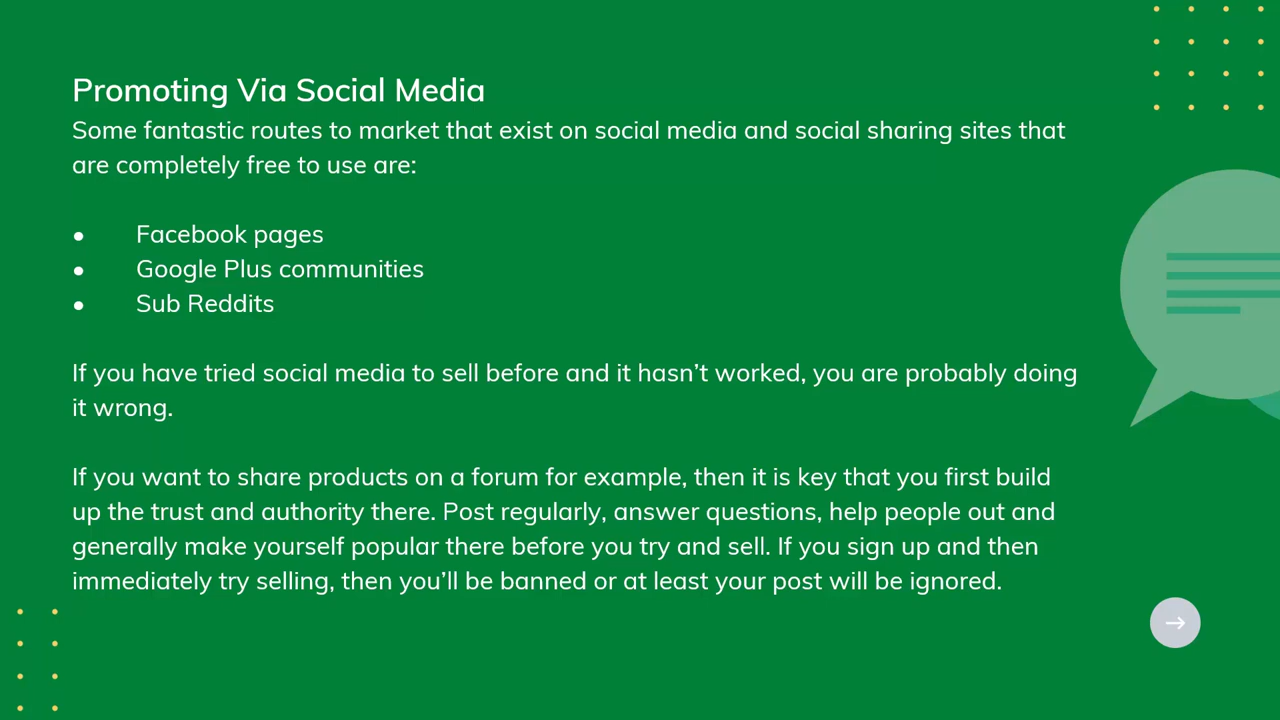 Promoting Via Social Media
Some fantastic routes to market that exist on social media and social sharing sites that
are completely free to use are:
• Facebook pages
• Google Plus communities
• Sub Reddits
If you have tried social media to sell before and it hasn’t worked, you are probably doing
it wrong.
If you want to share products on a forum for example, then it is key that you first build
up the trust and authority there. Post regularly, answer questions, help people out and
generally make yourself popular there before you try and sell. If you sign up and then
immediately try selling, then you’ll be banned or at least your post will be ignored.